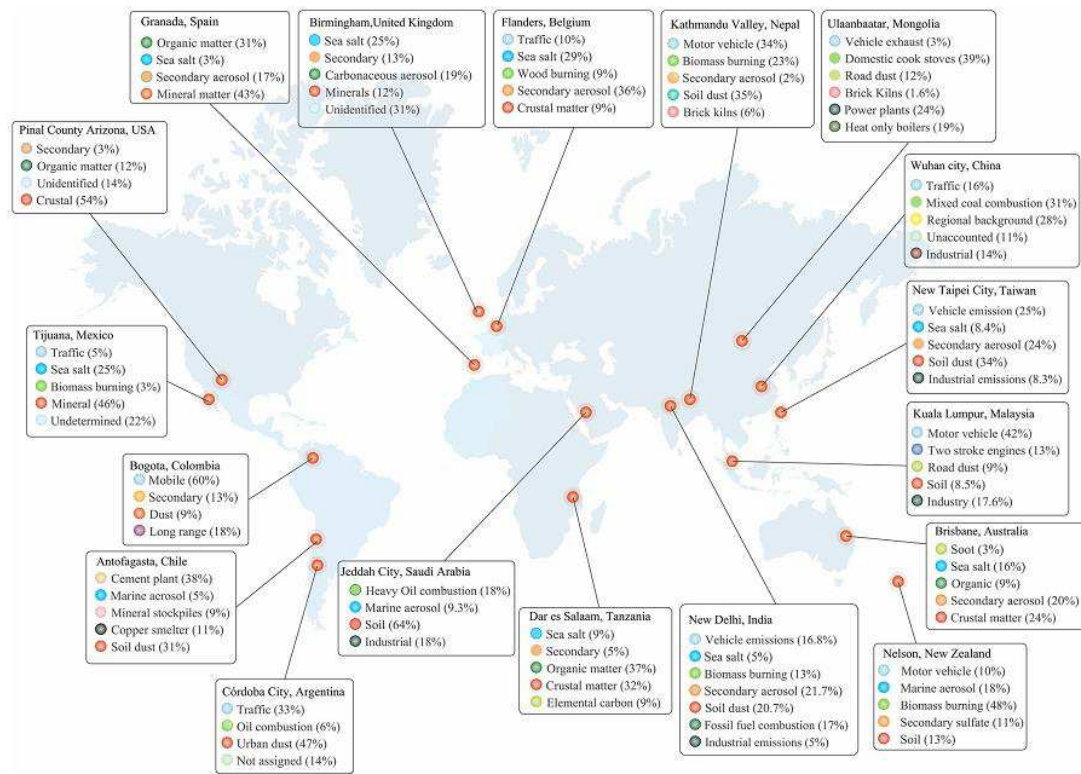 Granada, Spain
Organic matter (31%)
Sea salt (3%)
Secondary aerosol (17%)
Mineral matter (43%)
Birmingham,United Kingdom
Sea salt (25%)
Secondary (13%)
Carbonaceous aerosol (19%)
Minerals (12%)
Unidentified (31%)
Flanders, Belgium
Traffic (10%)
Sea salt (29%)
Wood burning (9%)
Secondary aerosol (36%)
Crustal matter (9%)
Kathmandu Valley, Nepal
Motor vehicle (34%)
Biomass burning (23%)
Secondary aerosol (2%)
Soil dust (35%)
Brick kilns (6%)
Ulaanbaatar, Mongolia
Vehicle exhaust (3%)
Domestic cook stoves (39%)
Road dust (12%)
Brick Kilns (1.6%)
Power plants (24%)
Heat only boilers (19%)
Pinal County Arizona, USA
Secondary (3%)
Organic matter (12%)
Unidentified (14%)
Crustal (54%)
Wuhan city, China
Traffic (16%)
Mixed coal combustion (31%)
Regional background (28%)
Unaccounted (11%)
Industrial (14%)
New Taipei City, Taiwan
Vehicle emission (25%)
Sea salt (8.4%)
Secondary aerosol (24%)
Soil dust (34%)
Industrial emissions (8.3%)
Tijuana, Mexico
Traffic (5%)
Sea salt (25%)
Biomass burning (3%)
Mineral (46%)
Undetermined (22%)
Kuala Lumpur, Malaysia
Motor vehicle (42%)
Two stroke engines (13%)
Road dust (9%)
Soil (8.5%)
Industry (17.6%)
Bogota, Colombia
Mobile (60%)
Secondary (13%)
Dust (9%)
Long range (18%)
Brisbane, Australia
Soot (3%)
Sea salt (16%)
Organic (9%)
Secondary aerosol (20%)
Crustal matter (24%)
Antofagasta, Chile
Cement plant (38%)
Marine aerosol (5%)
Mineral stockpiles (9%)
Copper smelter (11%)
Soil dust (31%)
Jeddah City, Saudi Arabia
Heavy Oil combustion (18%)
Marine aerosol (9.3%)
Soil (64%)
Industrial (18%)
Dar es Salaam, Tanzania
Sea salt (9%)
Secondary (5%)
Organic matter (37%)
Crustal matter (32%)
Elemental carbon (9%)
New Delhi, India
Vehicle emissions (16.8%)
Sea salt (5%)
Biomass burning (13%)
Secondary aerosol (21.7%)
Soil dust (20.7%)
Fossil fuel combustion (17%)
Industrial emissions (5%)
Nelson, New Zealand
Motor vehicle (10%)
Marine aerosol (18%)
Biomass burning (48%)
Secondary sulfate (11%)
Soil (13%)
Córdoba City, Argentina
Traffic (33%)
Oil combustion (6%)
Urban dust (47%)
Not assigned (14%)